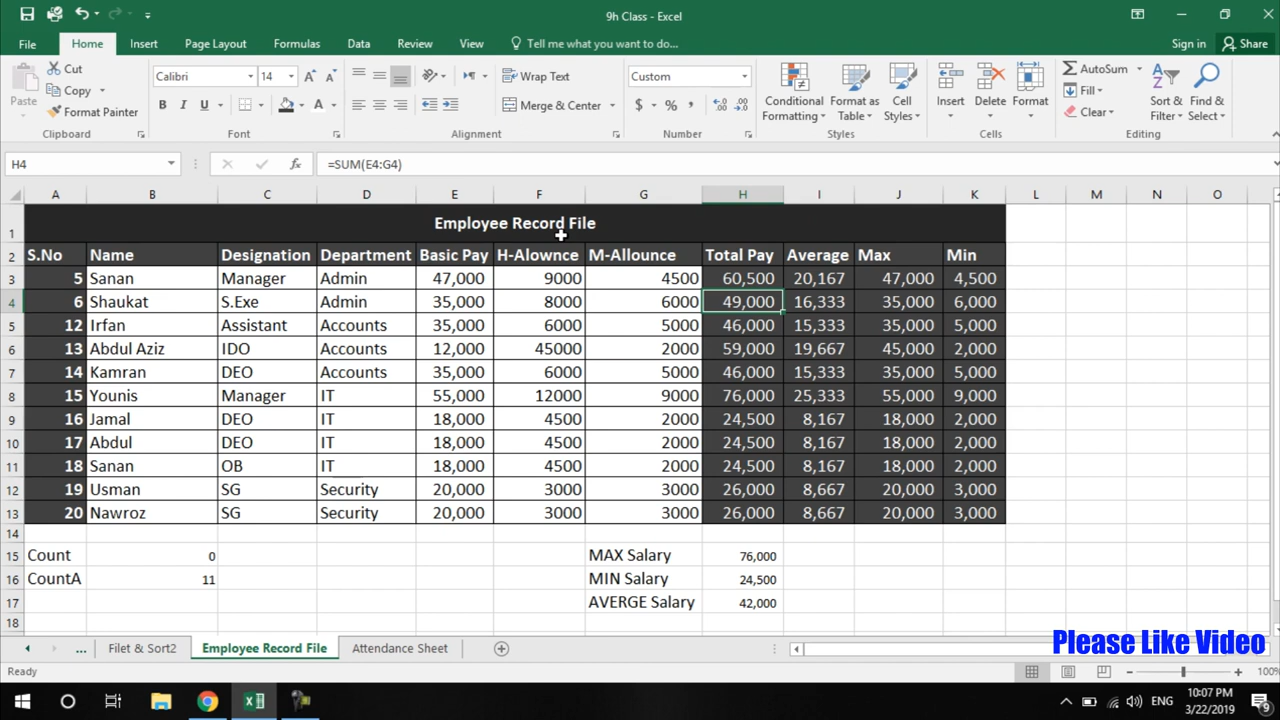 9h Class - Excel
File Home Insert Page Layout Formulas Data Review View Tell me what you want to do... Sign in Share
Paste Cut Copy Format Painter Clipboard
Calibri 14 A A B I U A Font
Wrap Text Merge & Center Alignment
Custom $ % , Number
Conditional Formatting Format as Table Cell Styles Styles
Insert Delete Format Cells
AutoSum Fill Clear Sort & Filter Find & Select Editing
H4 fx =SUM(E4:G4)
A B C D E F G H I J K L M N O
1 Employee Record File
2 S.No Name Designation Department Basic Pay H-Alownce M-Allounce Total Pay Average Max Min
3 5 Sanan Manager Admin 47,000 9000 4500 60,500 20,167 47,000 4,500
4 6 Shaukat S.Exe Admin 35,000 8000 6000 49,000 16,333 35,000 6,000
5 12 Irfan Assistant Accounts 35,000 6000 5000 46,000 15,333 35,000 5,000
6 13 Abdul Aziz IDO Accounts 12,000 45000 2000 59,000 19,667 45,000 2,000
7 14 Kamran DEO Accounts 35,000 6000 5000 46,000 15,333 35,000 5,000
8 15 Younis Manager IT 55,000 12000 9000 76,000 25,333 55,000 9,000
9 16 Jamal DEO IT 18,000 4500 2000 24,500 8,167 18,000 2,000
10 17 Abdul DEO IT 18,000 4500 2000 24,500 8,167 18,000 2,000
11 18 Sanan OB IT 18,000 4500 2000 24,500 8,167 18,000 2,000
12 19 Usman SG Security 20,000 3000 3000 26,000 8,667 20,000 3,000
13 20 Nawroz SG Security 20,000 3000 3000 26,000 8,667 20,000 3,000
14
15 Count 0 MAX Salary 76,000
16 CountA 11 MIN Salary 24,500
17 AVERGE Salary 42,000
18
... Filet & Sort2 Employee Record File Attendance Sheet
Please Like Video
Ready 100%
ENG 10:07 PM
3/22/2019 9